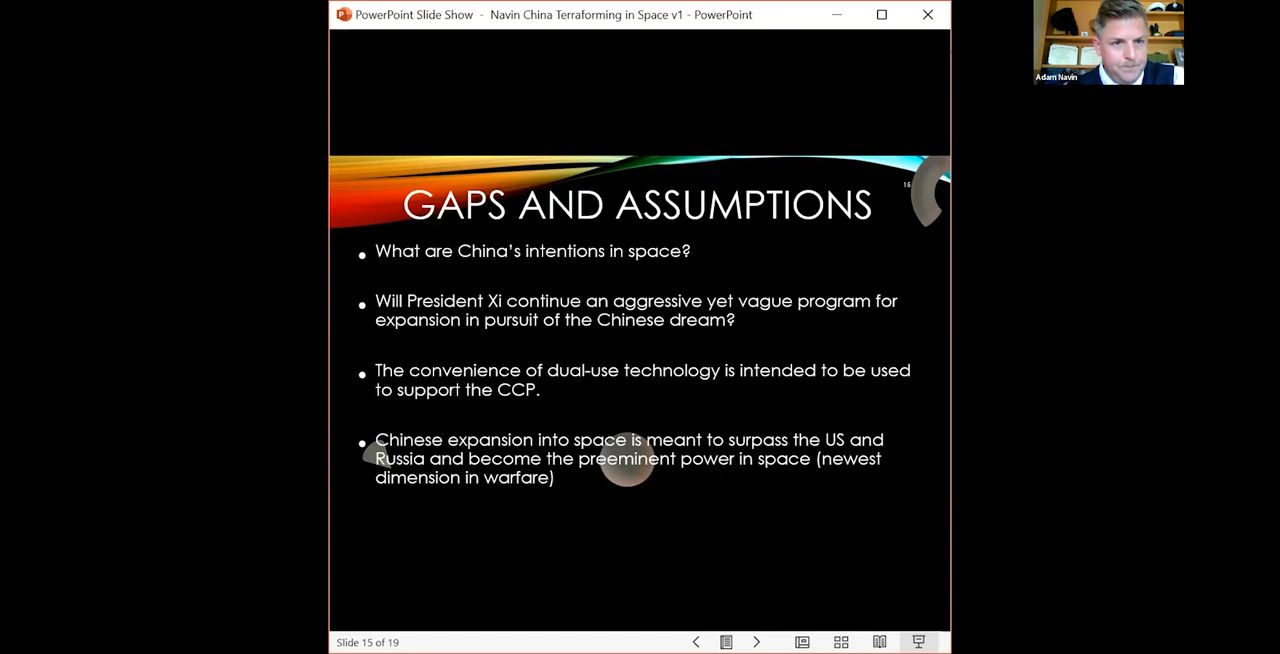 PowerPoint Slide Show - Navin China Terraforming in Space v1 - PowerPoint
Adam Navin
15
GAPS AND ASSUMPTIONS
• What are China's intentions in space?
• Will President Xi continue an aggressive yet vague program for
expansion in pursuit of the Chinese dream?
• The convenience of dual-use technology is intended to be used
to support the CCP.
• Chinese expansion into space is meant to surpass the US and
Russia and become the preeminent power in space (newest
dimension in warfare)
Slide 15 of 19